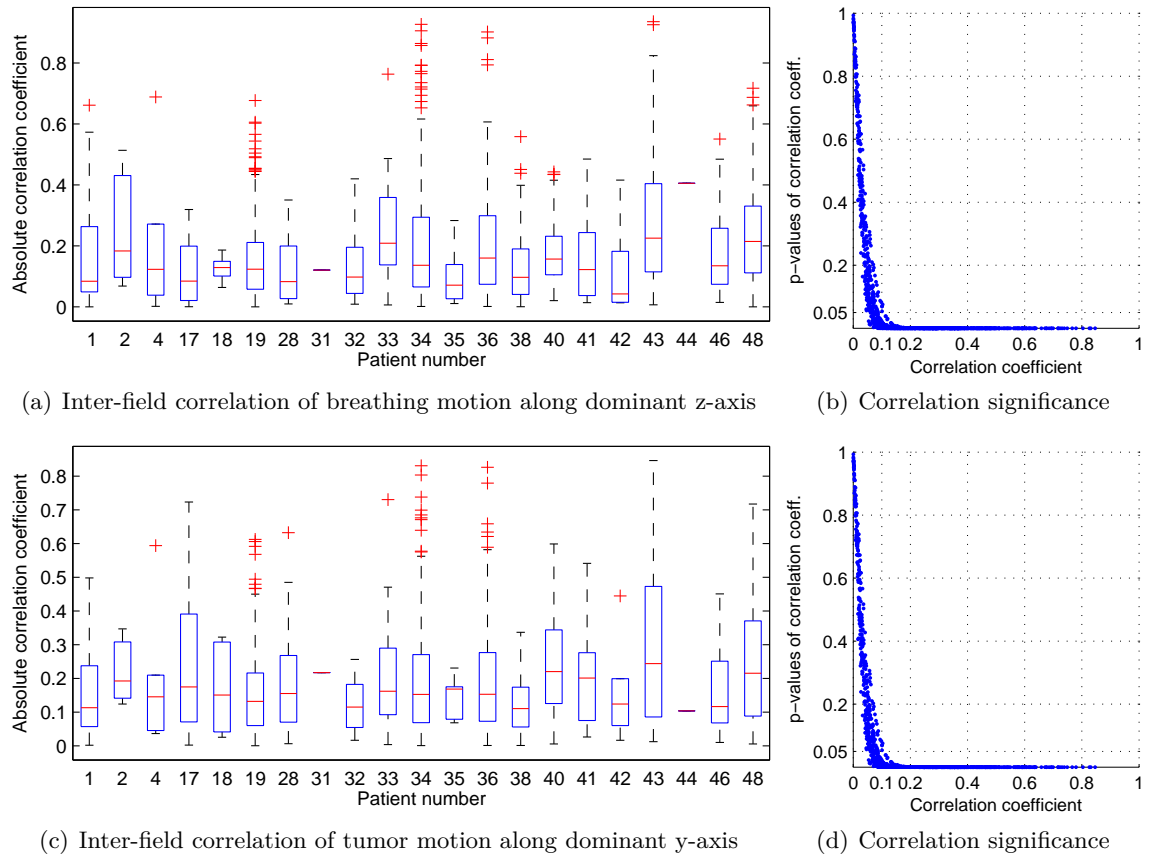 Absolute correlation coefficient
0.8
0.6
0.4
0.2
0
1 2 4 17 18 19 28 31 32 33 34 35 36 38 40 41 42 43 44 46 48
Patient number
(a) Inter-field correlation of breathing motion along dominant z-axis
p−values of correlation coeff.
1
0.8
0.6
0.4
0.2
0.05
0 0.1 0.2 0.4 0.6 0.8 1
Correlation coefficient
(b) Correlation significance
Absolute correlation coefficient
0.8
0.7
0.6
0.5
0.4
0.3
0.2
0.1
0
1 2 4 17 18 19 28 31 32 33 34 35 36 38 40 41 42 43 44 46 48
Patient number
(c) Inter-field correlation of tumor motion along dominant y-axis
p−values of correlation coeff.
1
0.8
0.6
0.4
0.2
0.05
0 0.1 0.2 0.4 0.6 0.8 1
Correlation coefficient
(d) Correlation significance